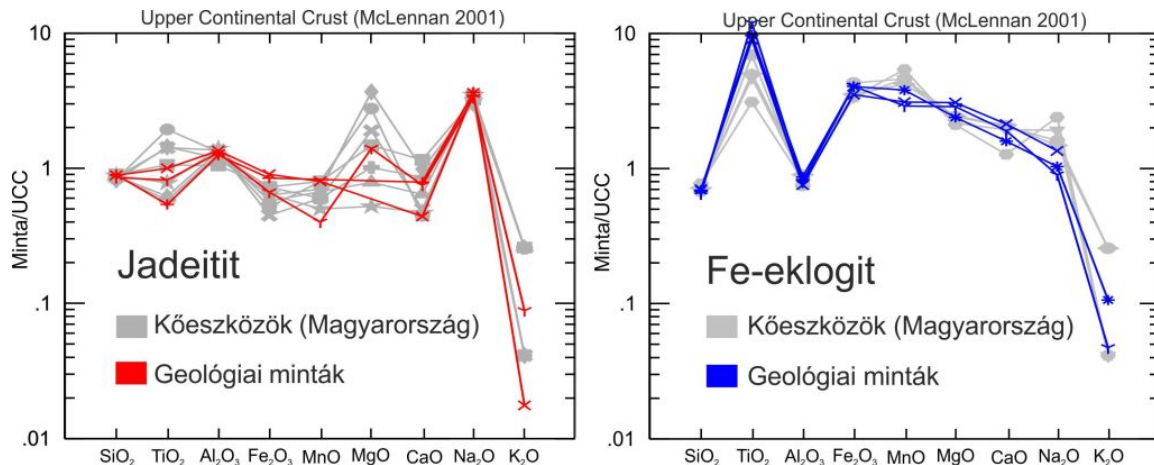 Upper Continental Crust (McLennan 2001)
10
1
.1
.01
Minta/UCC
Jadeitit
Kőeszközök (Magyarország)
Geológiai minták
SiO₂ TiO₂ Al₂O₃ Fe₂O₃ MnO MgO CaO Na₂O K₂O
Upper Continental Crust (McLennan 2001)
10
1
.1
.01
Minta/UCC
Fe-eklogit
Kőeszközök (Magyarország)
Geológiai minták
SiO₂ TiO₂ Al₂O₃ Fe₂O₃ MnO MgO CaO Na₂O K₂O